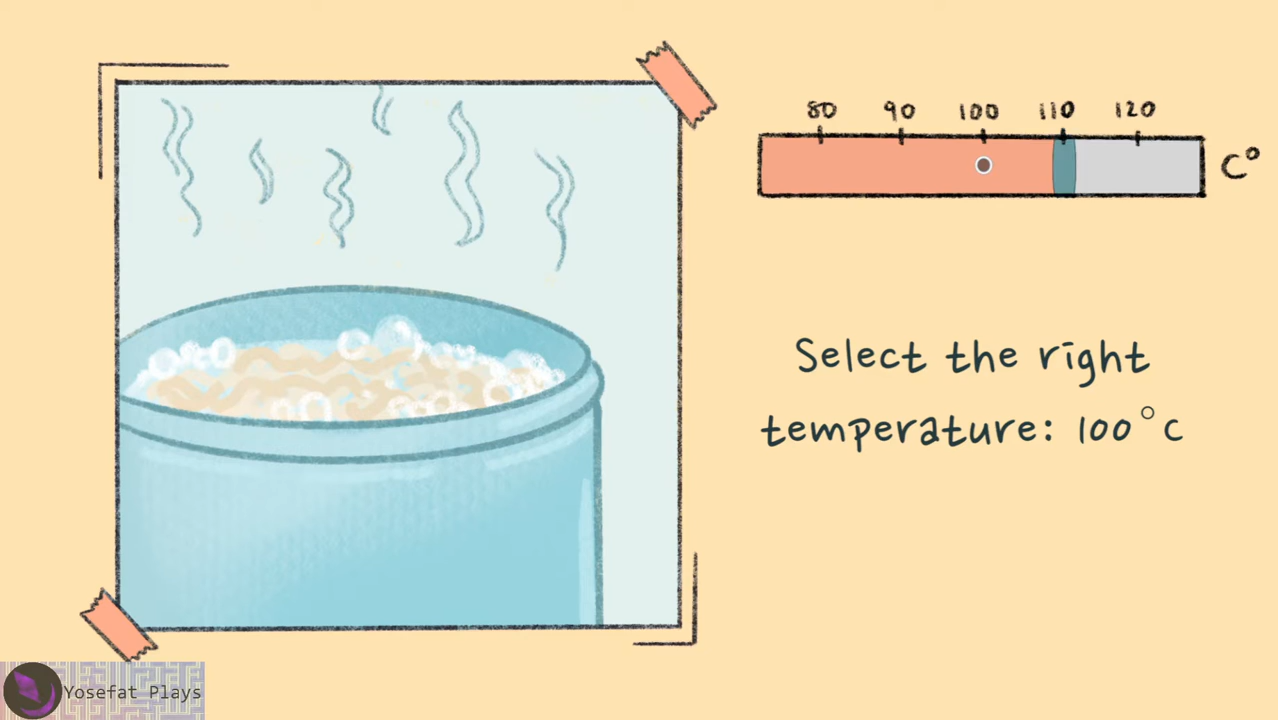 80 90 100 110 120
C°
Select the right
temperature: 100°c
Yosefat Plays